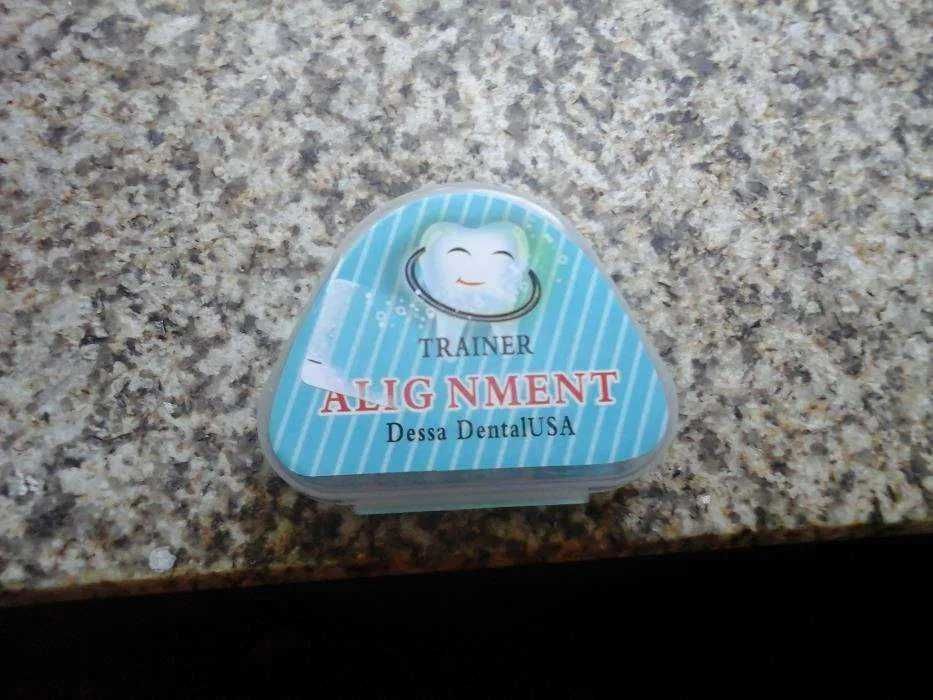 TRAINER
ALIG NMENT
Dessa DentalUSA